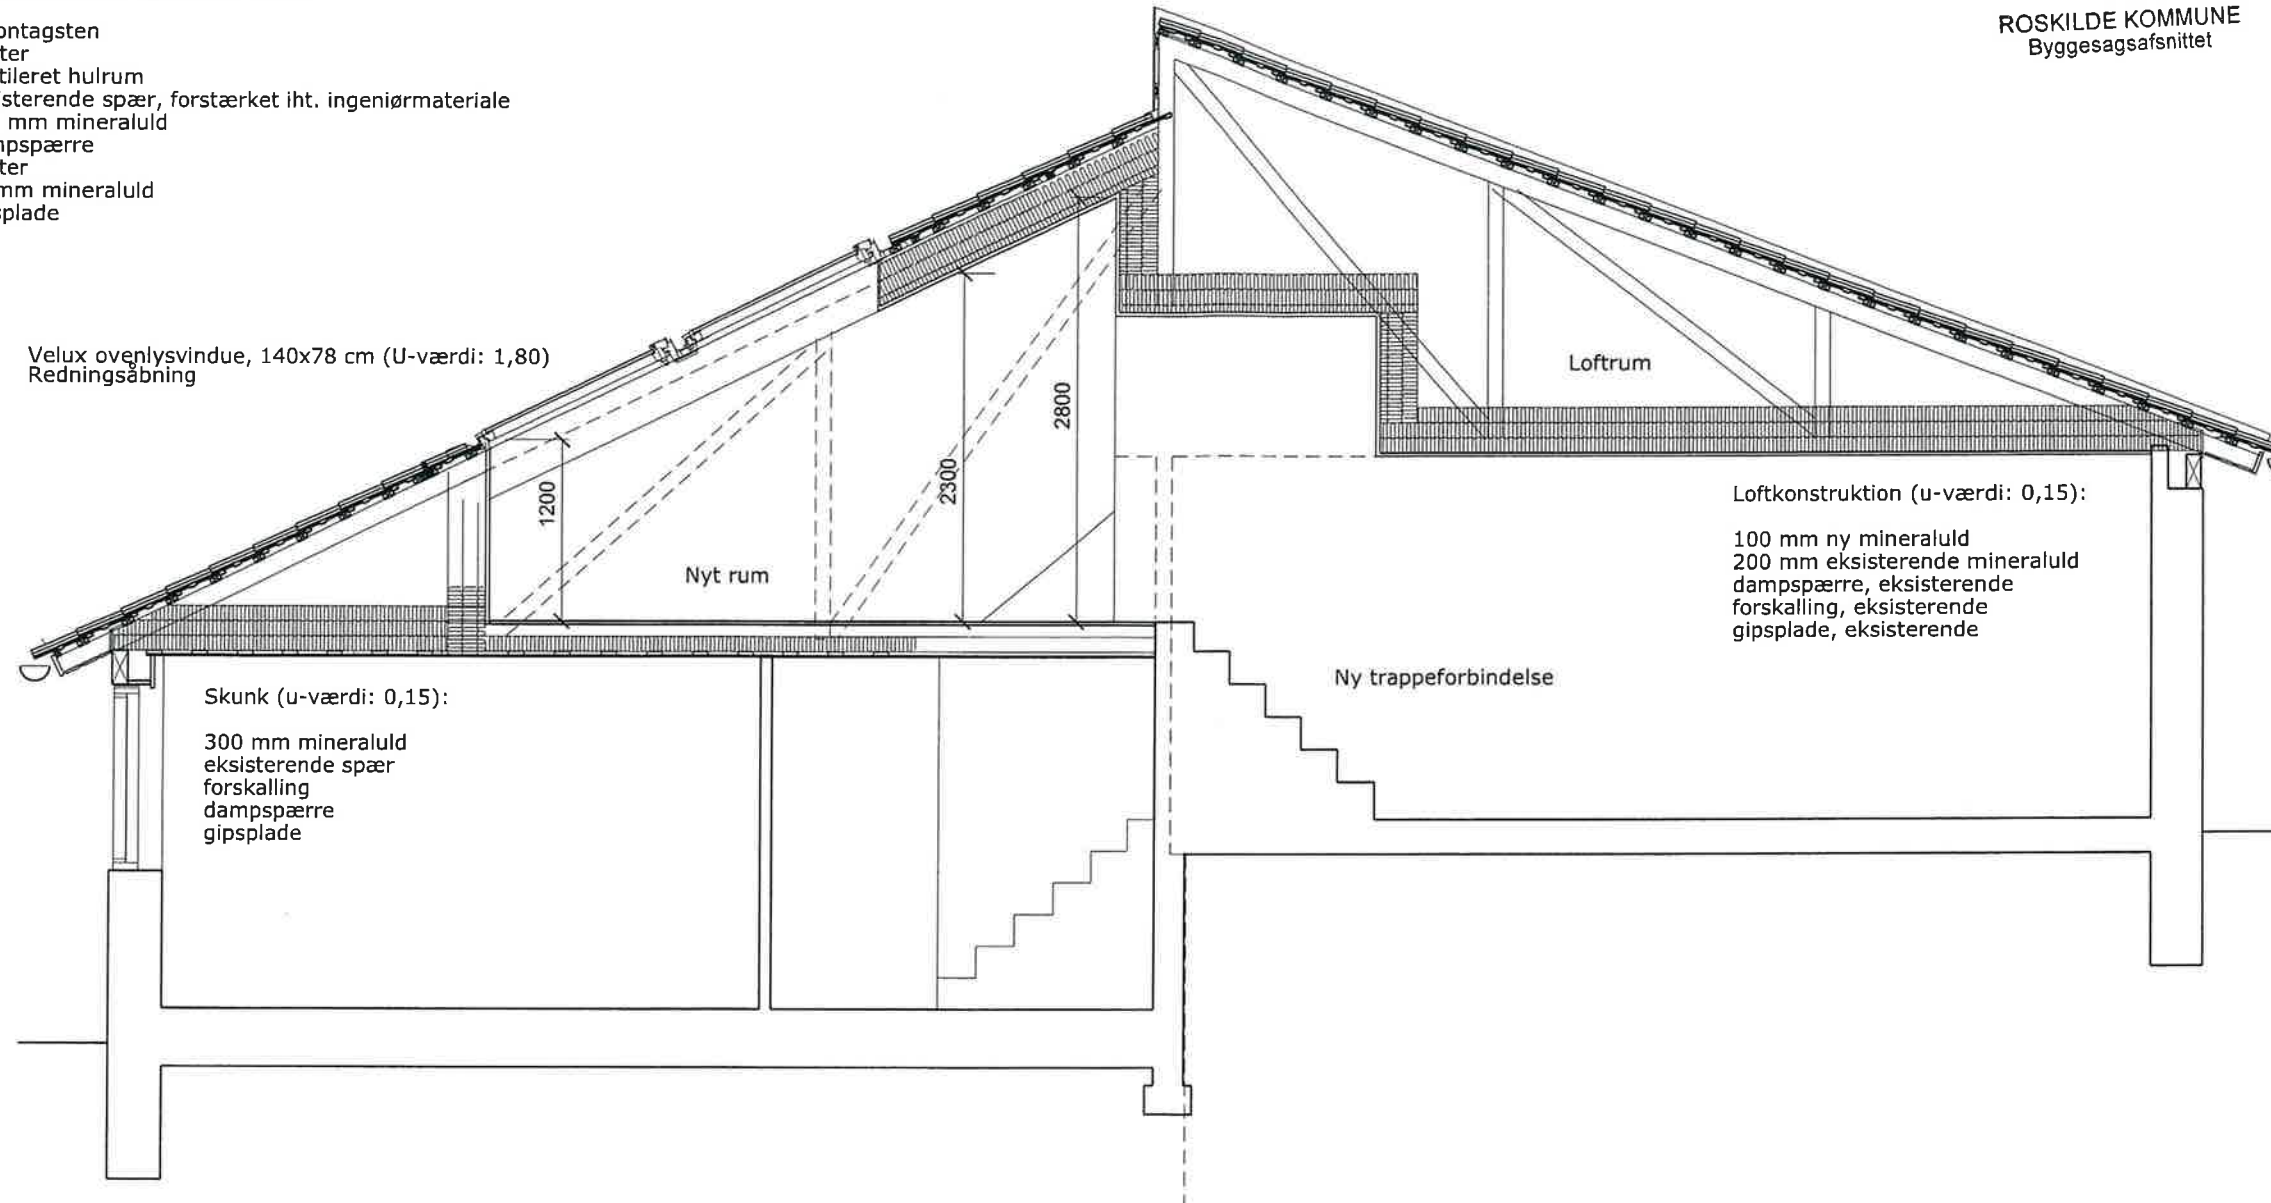 ontagsten
ter
tileret hulrum
sterende spær, forstærket iht. ingeniørmateriale
mm mineraluld
npspærre
ter
mm mineraluld
splade
ROSKILDE KOMMUNE
Byggesagsafsnittet
Velux ovenlysvindue, 140x78 cm (U-værdi: 1,80)
Redningsåbning
1200
2300
2800
Nyt rum
Loftrum
Loftkonstruktion (u-værdi: 0,15):
100 mm ny mineraluld
200 mm eksisterende mineraluld
dampspærre, eksisterende
forskalling, eksisterende
gipsplade, eksisterende
Ny trappeforbindelse
Skunk (u-værdi: 0,15):
300 mm mineraluld
eksisterende spær
forskalling
dampspærre
gipsplade